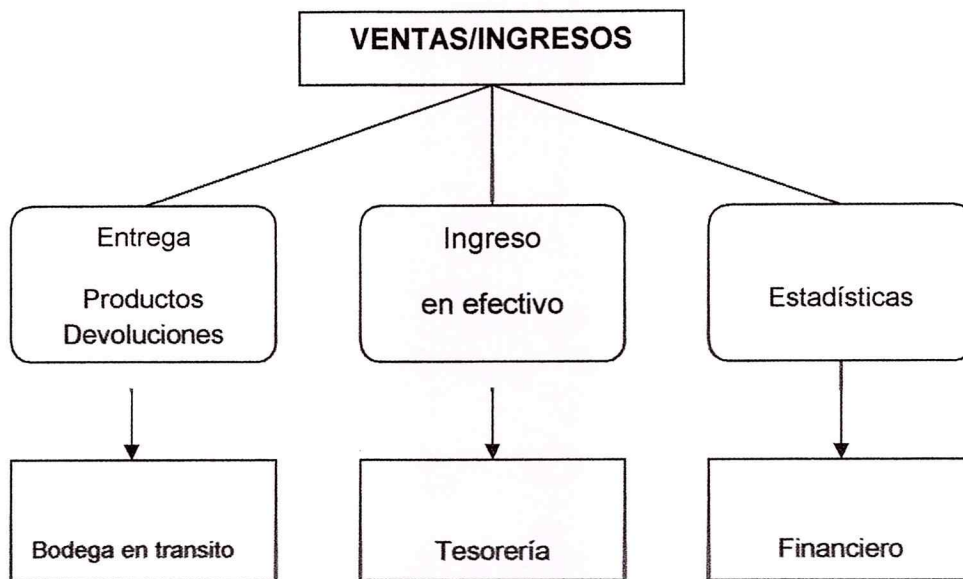 VENTAS/INGRESOS
Entrega
Productos
Devoluciones
Ingreso
en efectivo
Estadísticas
Bodega en transito
Tesorería
Financiero